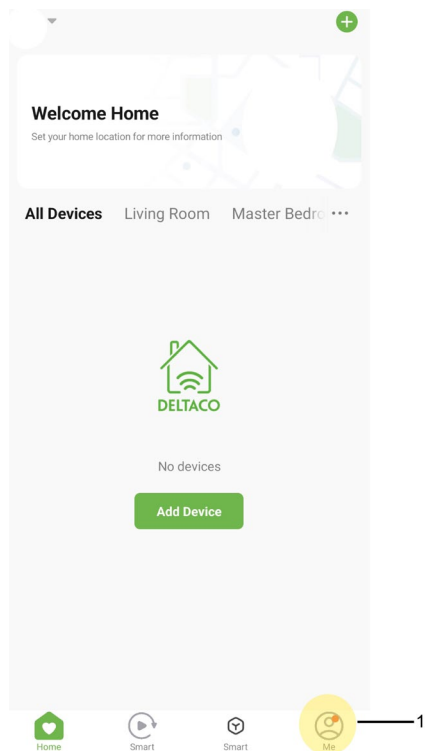 Welcome Home
Set your home location for more information
All Devices Living Room Master Bedro ...
DELTACO
No devices
Add Device
Home Smart Smart Me
1